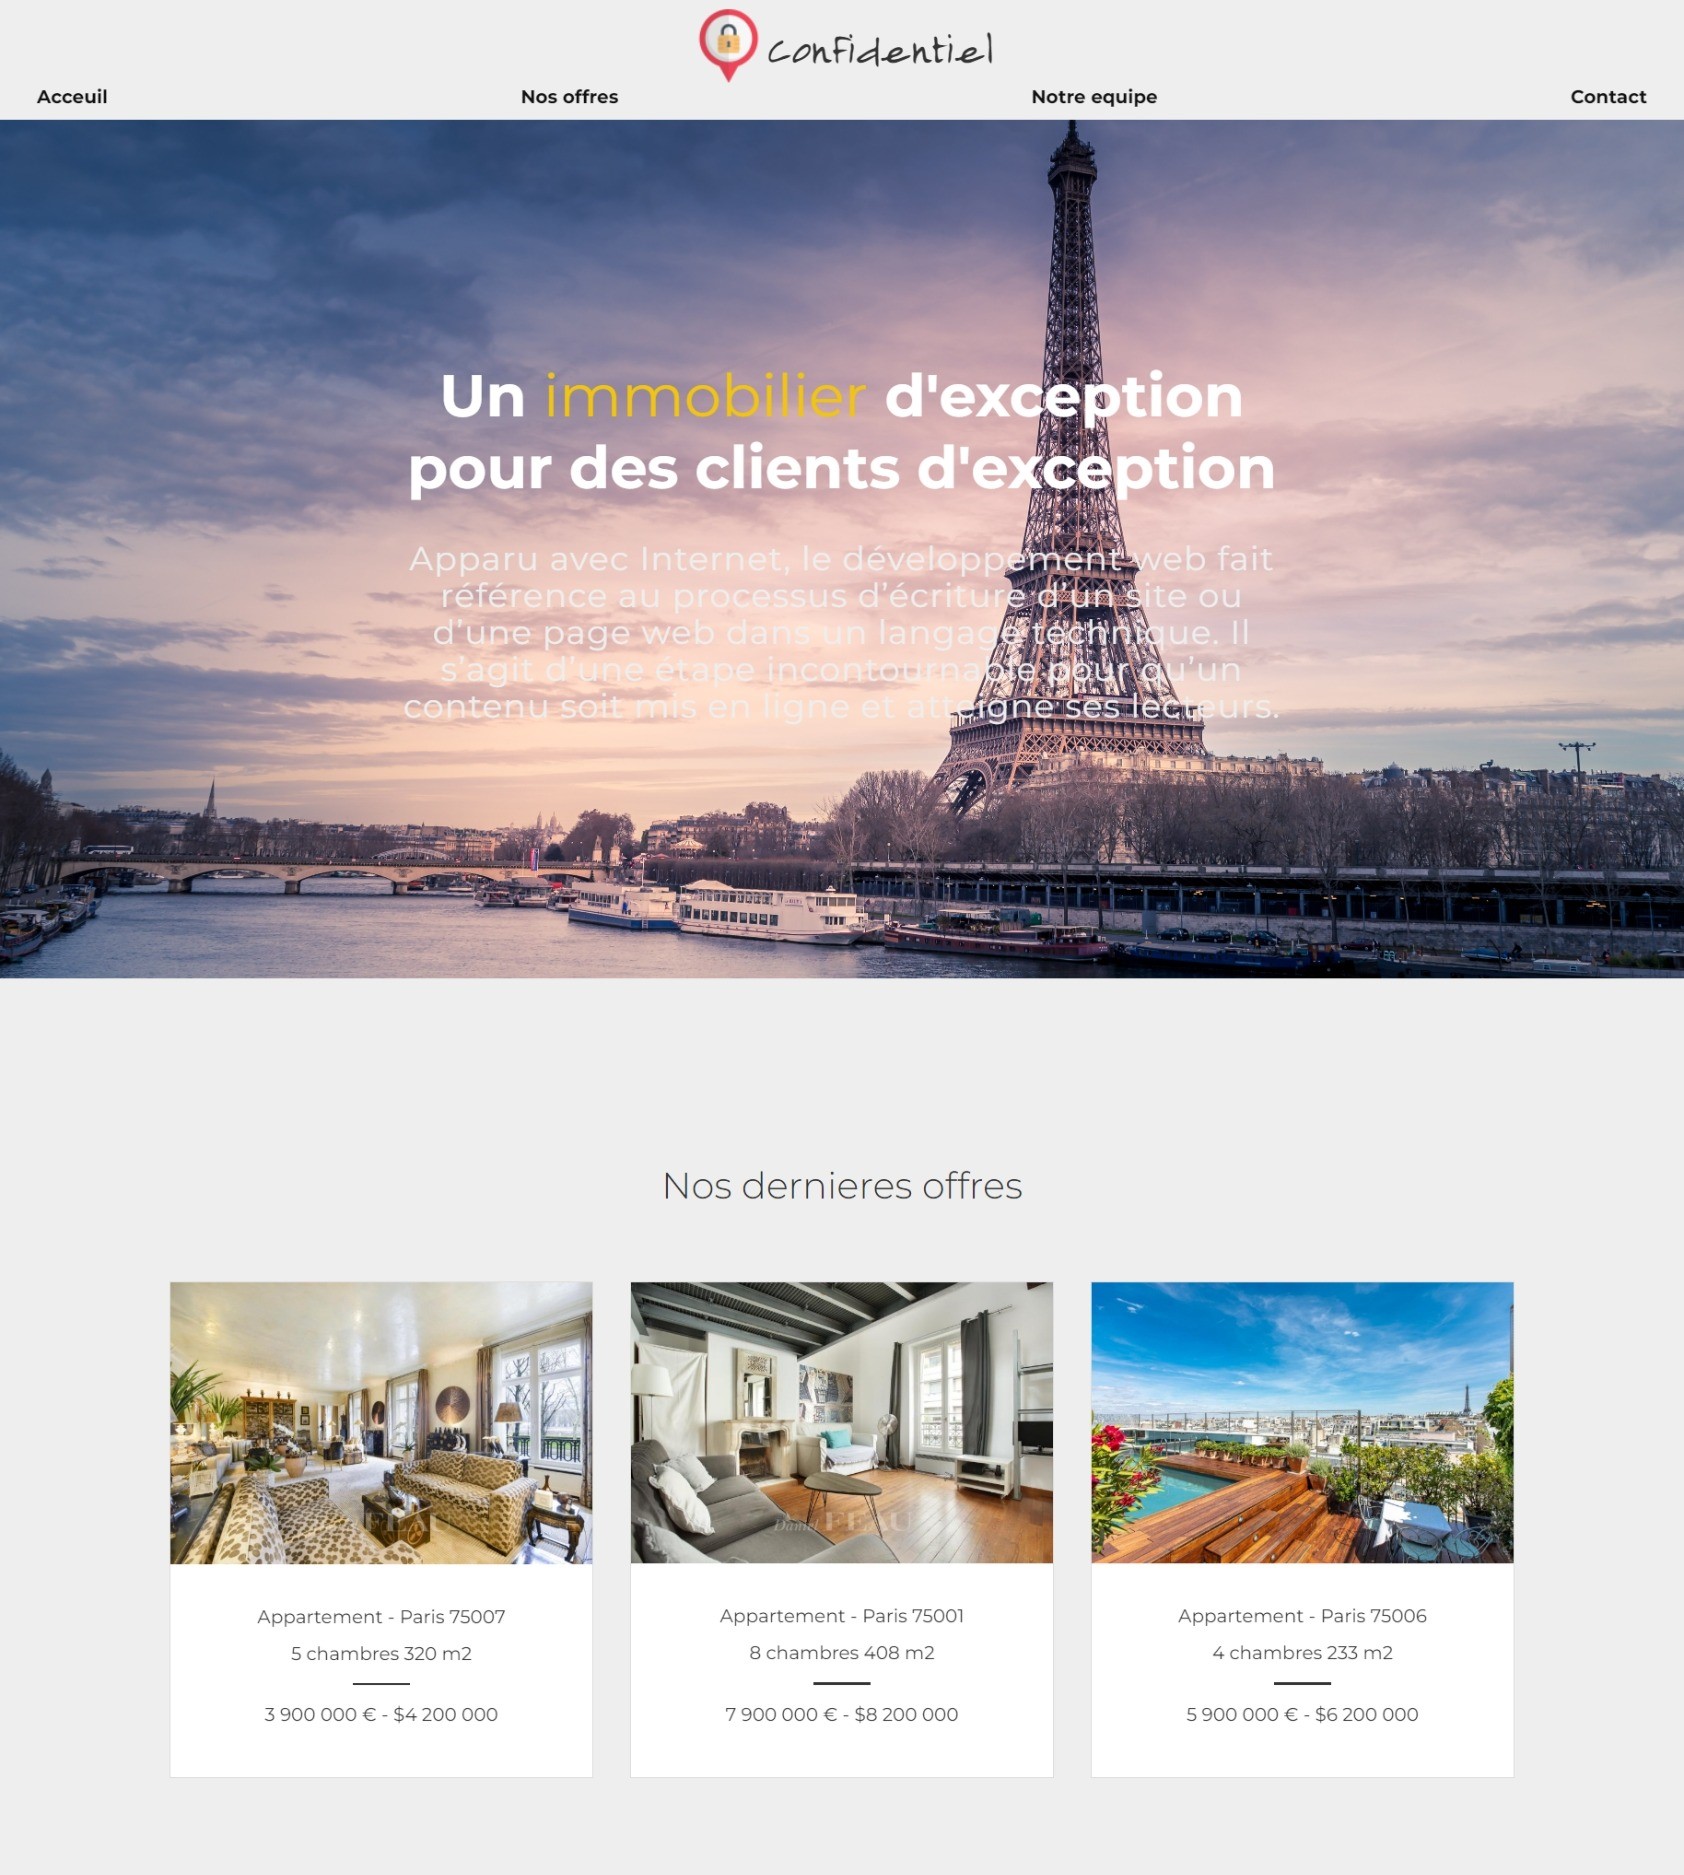 confidentiel
Acceuil Nos offres Notre equipe Contact
Un immobilier d'exception
pour des clients d'exception
Apparu avec Internet, le développement web fait
référence au processus d’écriture d’un site ou
d’une page web dans un langage technique. Il
s’agit d’une étape incontournable pour qu’un
contenu soit mis en ligne et atteigne ses lecteurs.
Nos dernieres offres
FEAU
Daniel FEAU
Appartement - Paris 75007
5 chambres 320 m2
3 900 000 € - $4 200 000
Appartement - Paris 75001
8 chambres 408 m2
7 900 000 € - $8 200 000
Appartement - Paris 75006
4 chambres 233 m2
5 900 000 € - $6 200 000